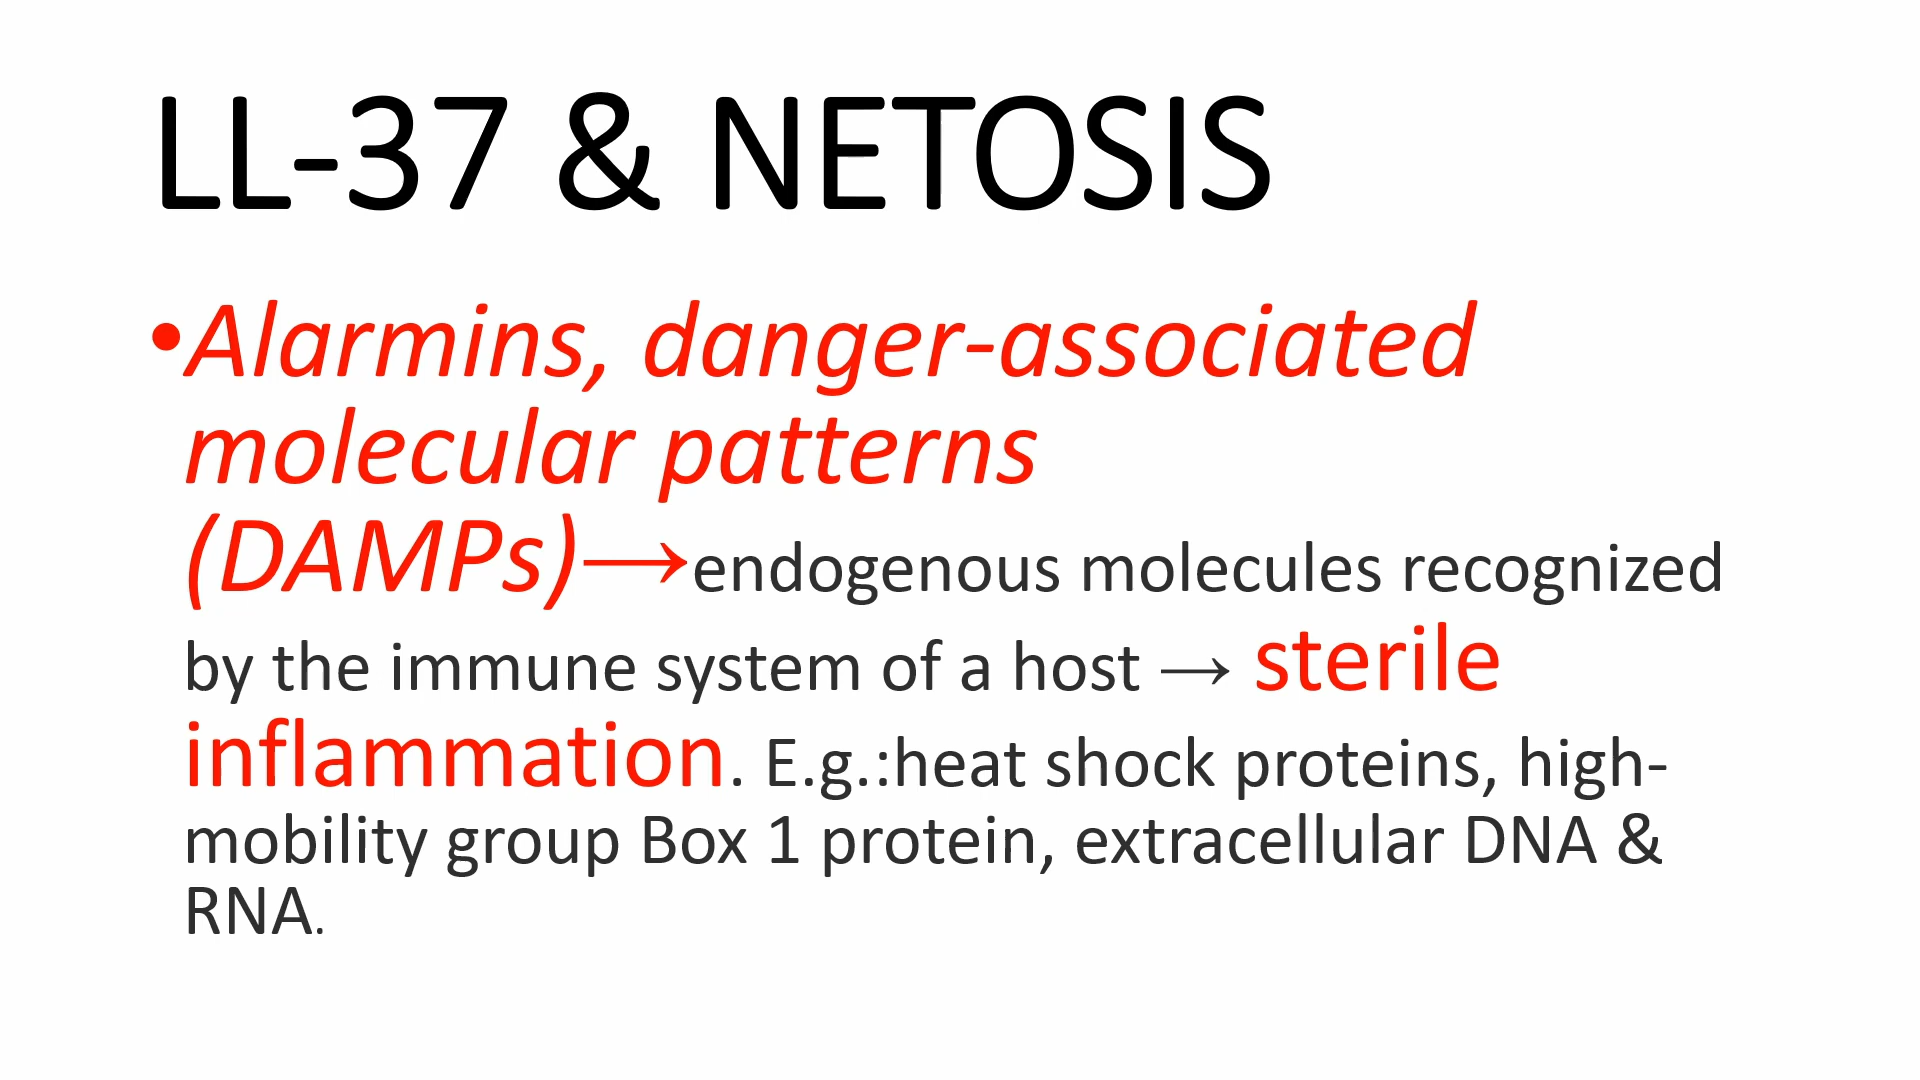 LL-37 & NETOSIS
•Alarmins, danger-associated
molecular patterns
(DAMPs)→endogenous molecules recognized
by the immune system of a host → sterile
inflammation. E.g.:heat shock proteins, high-
mobility group Box 1 protein, extracellular DNA &
RNA.